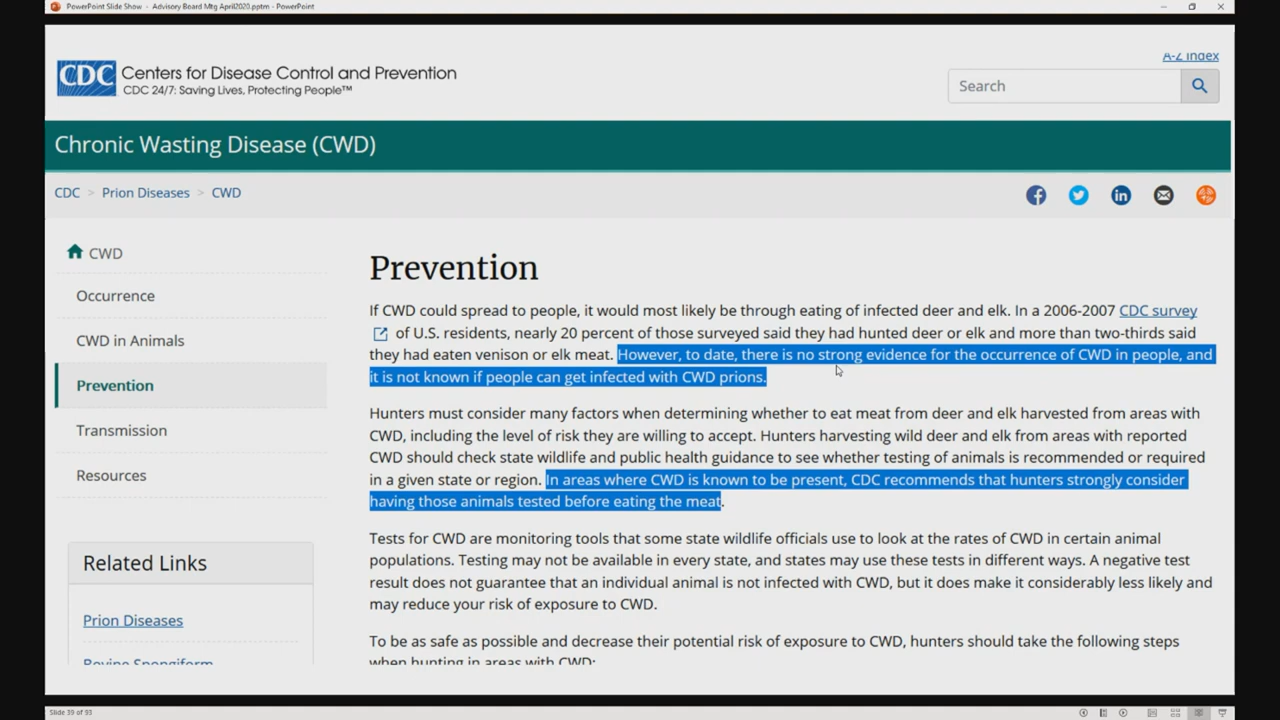 PowerPoint Slide Show - Advisory Board Mtg April2020.pptm - PowerPoint
A-Z Index
CDC Centers for Disease Control and Prevention
CDC 24/7: Saving Lives, Protecting People™
Search
Chronic Wasting Disease (CWD)
CDC > Prion Diseases > CWD
CWD
Occurrence
CWD in Animals
Prevention
Transmission
Resources
Related Links
Prion Diseases
Bovine Spongiform
Prevention
If CWD could spread to people, it would most likely be through eating of infected deer and elk. In a 2006-2007 CDC survey
of U.S. residents, nearly 20 percent of those surveyed said they had hunted deer or elk and more than two-thirds said
they had eaten venison or elk meat. However, to date, there is no strong evidence for the occurrence of CWD in people, and
it is not known if people can get infected with CWD prions.
Hunters must consider many factors when determining whether to eat meat from deer and elk harvested from areas with
CWD, including the level of risk they are willing to accept. Hunters harvesting wild deer and elk from areas with reported
CWD should check state wildlife and public health guidance to see whether testing of animals is recommended or required
in a given state or region. In areas where CWD is known to be present, CDC recommends that hunters strongly consider
having those animals tested before eating the meat.
Tests for CWD are monitoring tools that some state wildlife officials use to look at the rates of CWD in certain animal
populations. Testing may not be available in every state, and states may use these tests in different ways. A negative test
result does not guarantee that an individual animal is not infected with CWD, but it does make it considerably less likely and
may reduce your risk of exposure to CWD.
To be as safe as possible and decrease their potential risk of exposure to CWD, hunters should take the following steps
when hunting in areas with CWD:
Slide 39 of 93